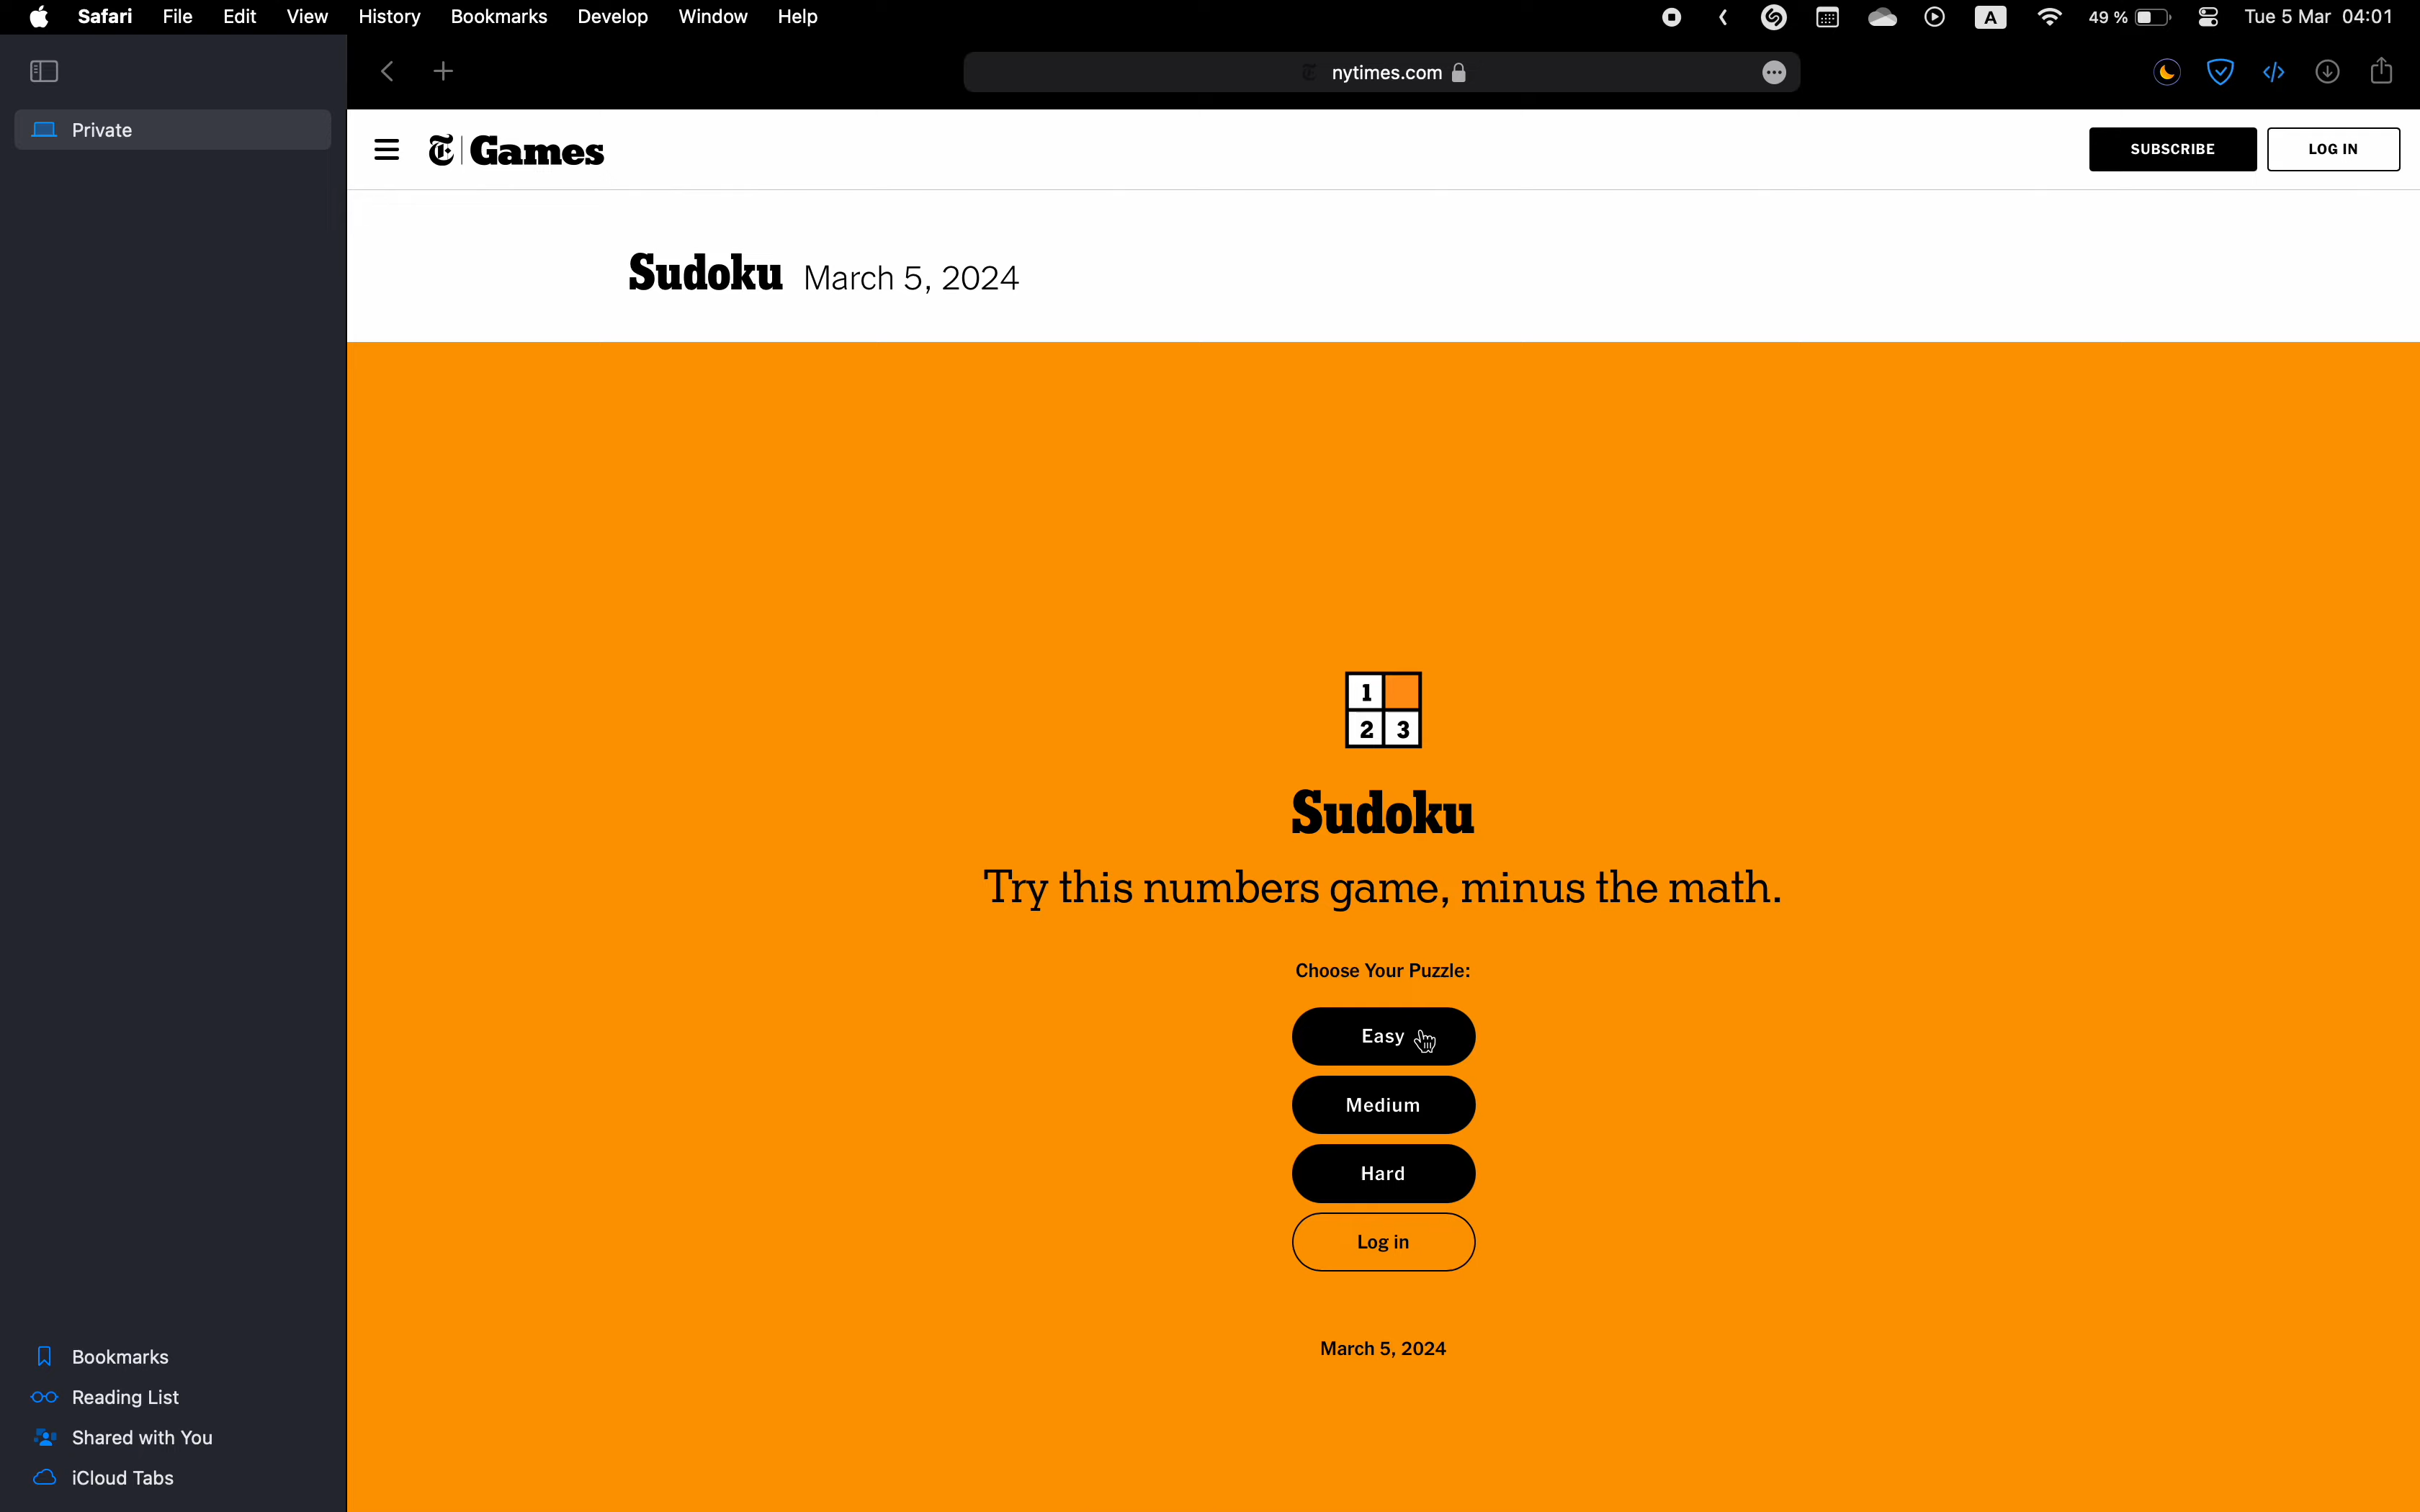 Safari File Edit View History Bookmarks Develop Window Help A 49 % Tue 5 Mar 04:01
nytimes.com
Private
T Games
SUBSCRIBE
LOG IN
Sudoku March 5, 2024
1
2 3
Sudoku
Try this numbers game, minus the math.
Choose Your Puzzle:
Easy
Medium
Hard
Log in
March 5, 2024
Bookmarks
Reading List
Shared with You
iCloud Tabs